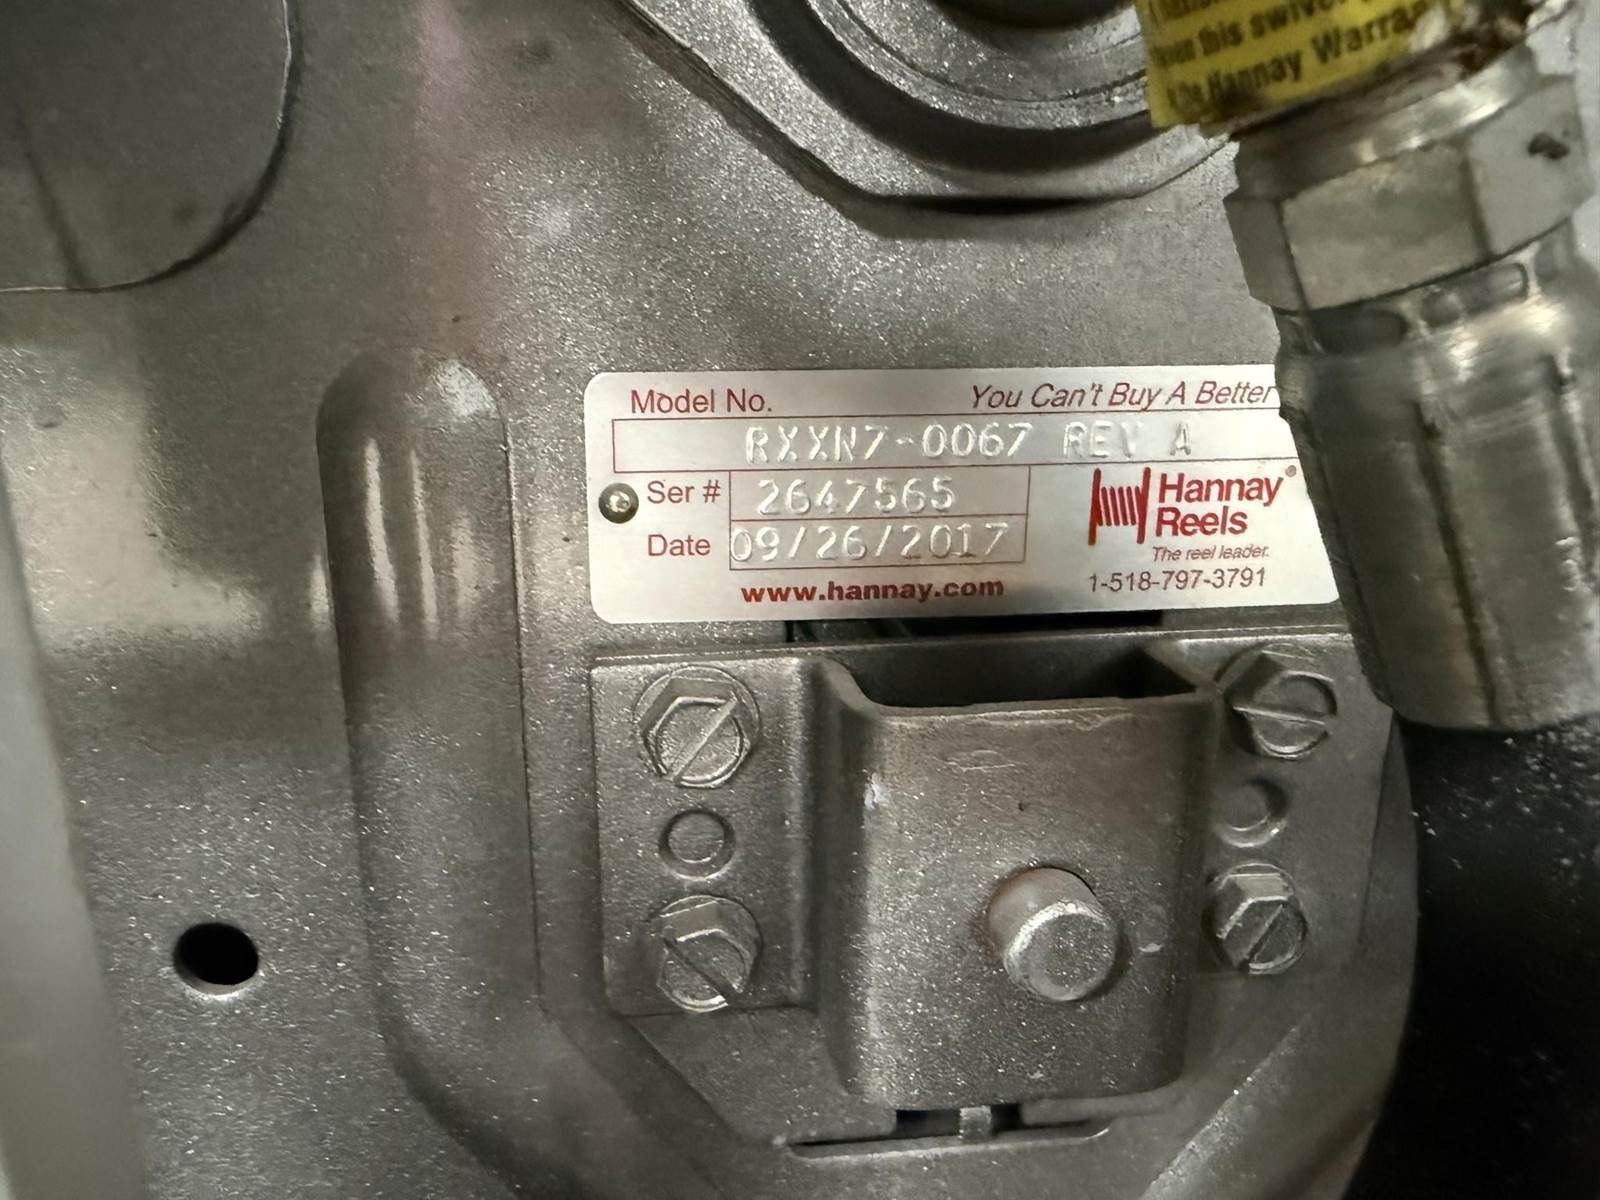 this swivel
Hannay Warra
Model No.
You Can't Buy A Better
RXXN7-0067 REV A
Ser # 2647565
Date 09/26/2017
Hannay®
Reels
The reel leader.
www.hannay.com
1-518-797-3791